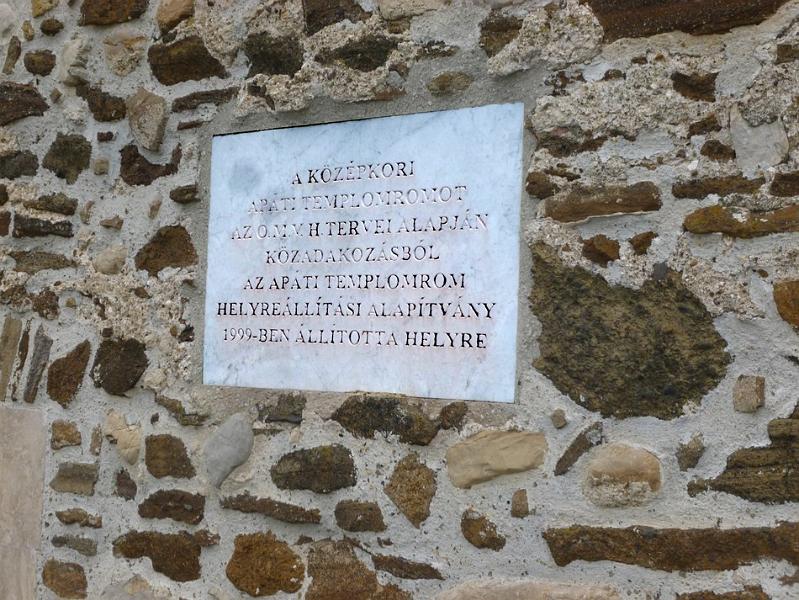 A KÖZÉPKORI
APÁTI TEMPLOMROMOT
AZ O.M.V.H. TERVEI ALAPJÁN
KÖZADAKOZÁSBÓL
AZ APÁTI TEMPLOMROM
HELYREÁLLÍTÁSI ALAPÍTVÁNY
1999-BEN ÁLLÍTOTTA HELYRE